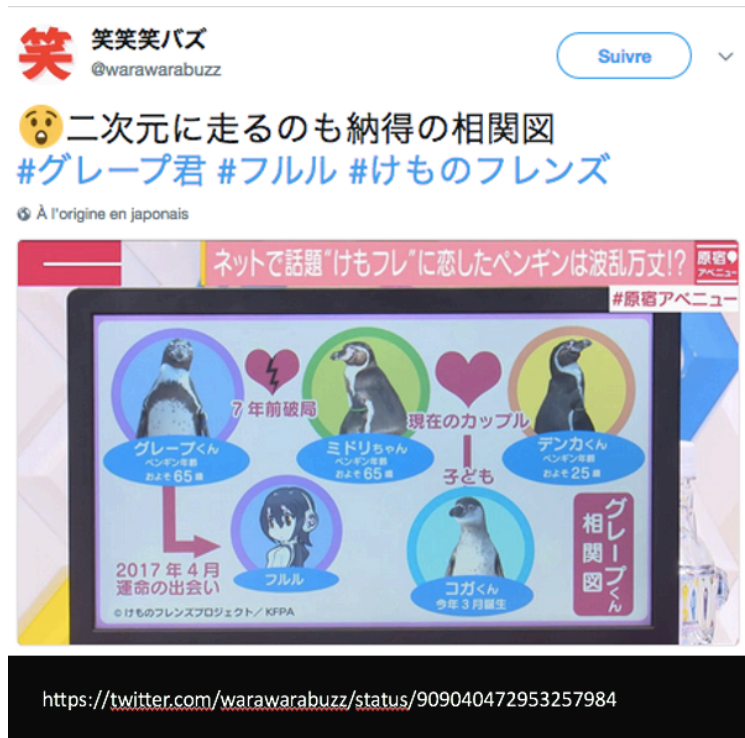 笑
笑笑笑バズ
@warawarabuzz
Suivre
😲二次元に走るのも納得の相関図
#グレープ君 #フルル #けものフレンズ
À l'origine en japonais
ネットで話題"けもフレ"に恋したペンギンは波乱万丈!?
原宿
アベニュー
#原宿アベニュー
7年前破局
現在のカップル
グレープくん
ペンギン年齢
およそ65歳
ミドリちゃん
ペンギン年齢
およそ65歳
デンカくん
ペンギン年齢
およそ25歳
子ども
2017年4月
運命の出会い
フルル
コガくん
今年3月誕生
グレープくん
相関図
©けものフレンズプロジェクト/KFPA
https://twitter.com/warawarabuzz/status/909040472953257984